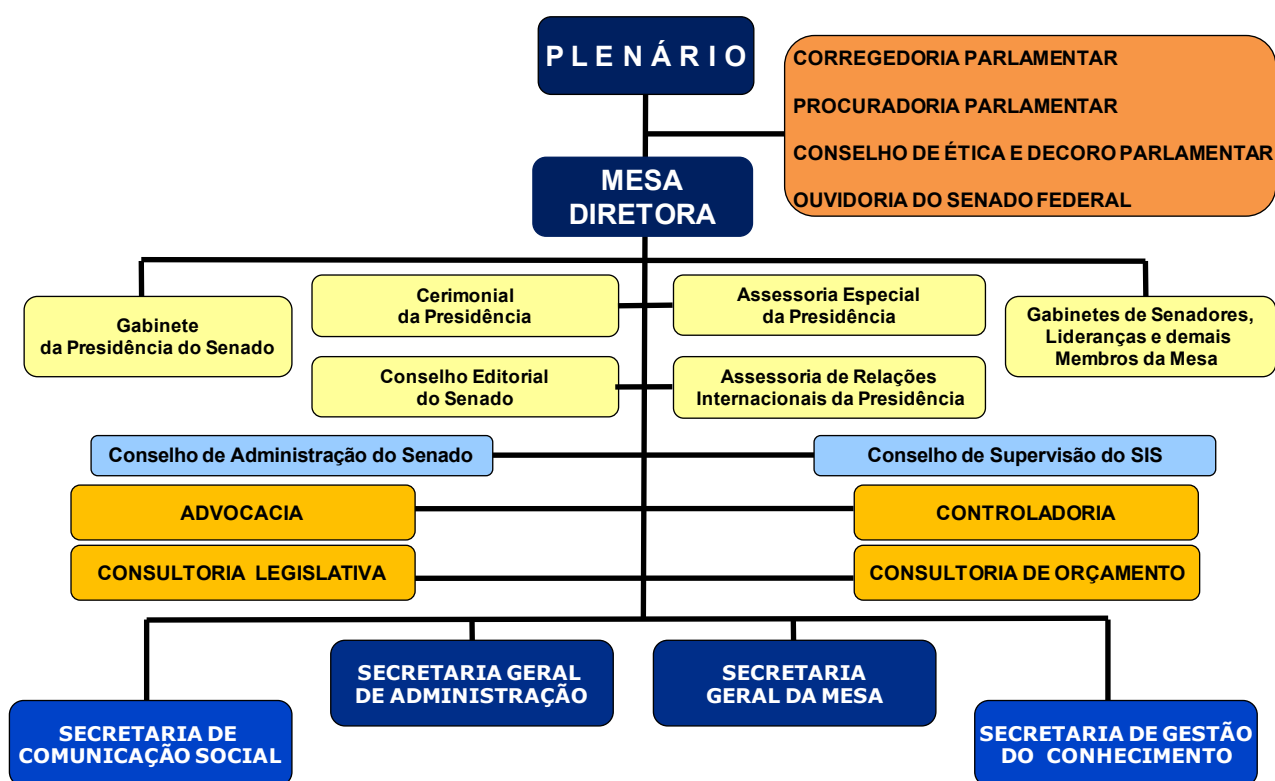 PLENÁRIO
CORREGEDORIA PARLAMENTAR
PROCURADORIA PARLAMENTAR
CONSELHO DE ÉTICA E DECORO PARLAMENTAR
OUVIDORIA DO SENADO FEDERAL
MESA
DIRETORA
Gabinete
da Presidência do Senado
Cerimonial
da Presidência
Assessoria Especial
da Presidência
Gabinetes de Senadores,
Lideranças e demais
Membros da Mesa
Conselho Editorial
do Senado
Assessoria de Relações
Internacionais da Presidência
Conselho de Administração do Senado
Conselho de Supervisão do SIS
ADVOCACIA
CONTROLADORIA
CONSULTORIA LEGISLATIVA
CONSULTORIA DE ORÇAMENTO
SECRETARIA GERAL
DE ADMINISTRAÇÃO
SECRETARIA
GERAL DA MESA
SECRETARIA DE
COMUNICAÇÃO SOCIAL
SECRETARIA DE GESTÃO
DO CONHECIMENTO